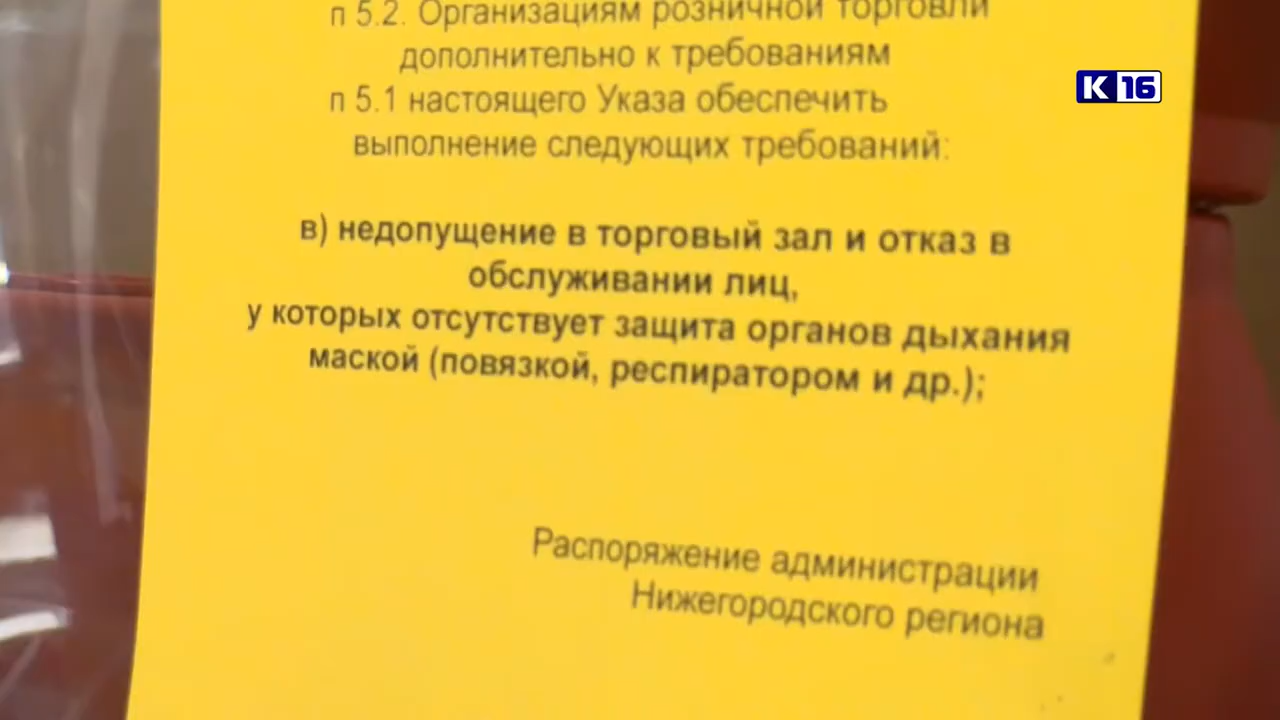 п 5.2. Организациям розничной торговли
дополнительно к требованиям
п 5.1 настоящего Указа обеспечить
выполнение следующих требований:
К 16
в) недопущение в торговый зал и отказ в
обслуживании лиц,
у которых отсутствует защита органов дыхания
маской (повязкой, респиратором и др.);
Распоряжение администрации
Нижегородского региона